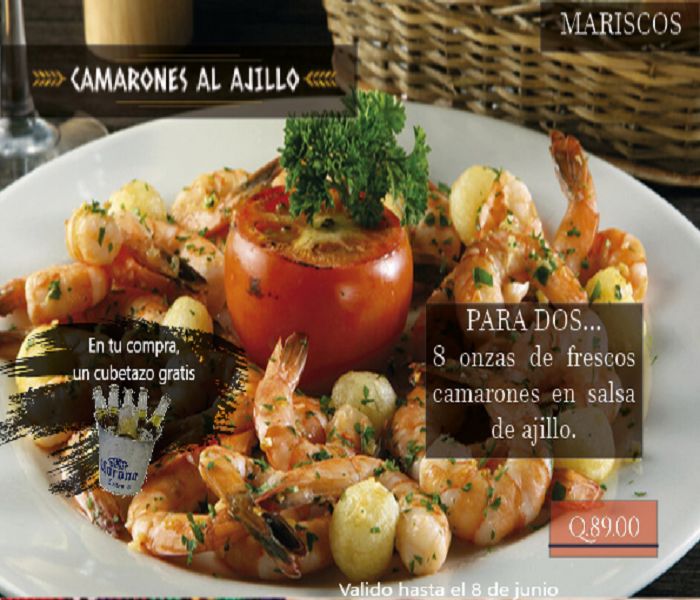 MARISCOS
CAMARONES AL AJILLO
PARA DOS...
8 onzas de frescos
camarones en salsa
de ajillo.
En tu compra,
un cubetazo gratis
Corona
Q.89.00
Valido hasta el 8 de junio